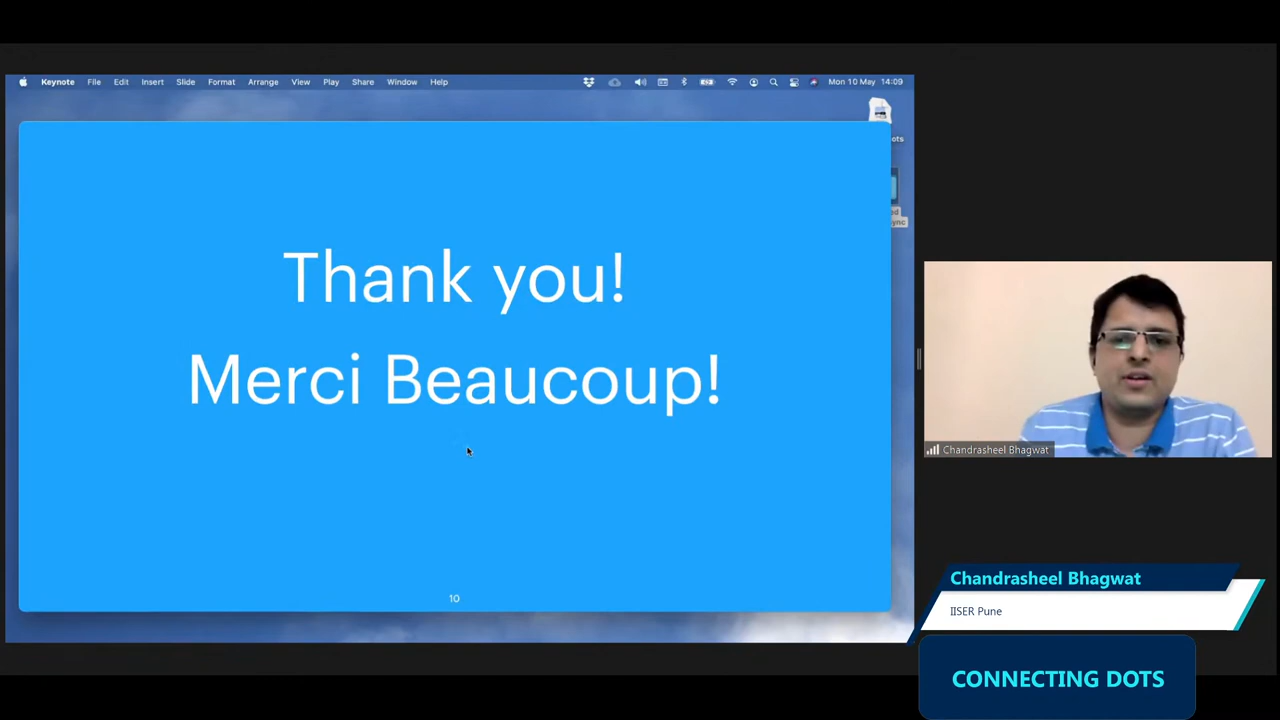 Keynote File Edit Insert Slide Format Arrange View Play Share Window Help Mon 10 May 14:09
ots
Thank you!
Merci Beaucoup!
10
Chandrasheel Bhagwat
Chandrasheel Bhagwat
IISER Pune
CONNECTING DOTS